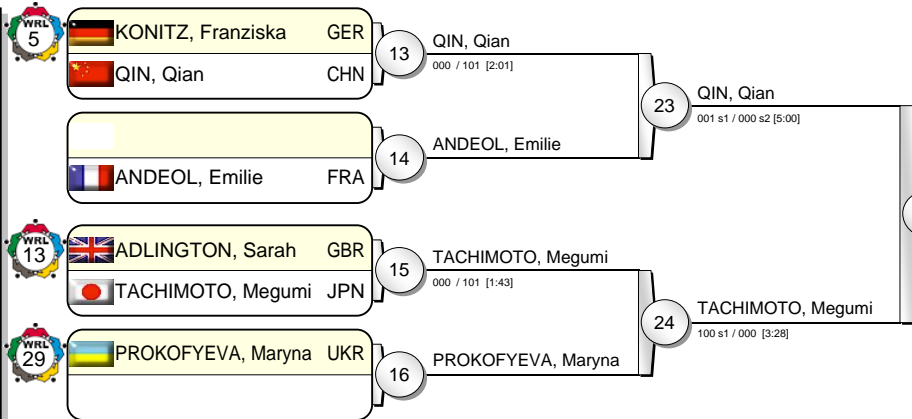 WRL
5
KONITZ, Franziska GER
QIN, Qian CHN
13
QIN, Qian
000 / 101 [2:01]
ANDEOL, Emilie FRA
14
ANDEOL, Emilie
23
QIN, Qian
001 s1 / 000 s2 [5:00]
WRL
13
ADLINGTON, Sarah GBR
TACHIMOTO, Megumi JPN
15
TACHIMOTO, Megumi
000 / 101 [1:43]
WRL
29
PROKOFYEVA, Maryna UKR
16
PROKOFYEVA, Maryna
24
TACHIMOTO, Megumi
100 s1 / 000 [3:28]